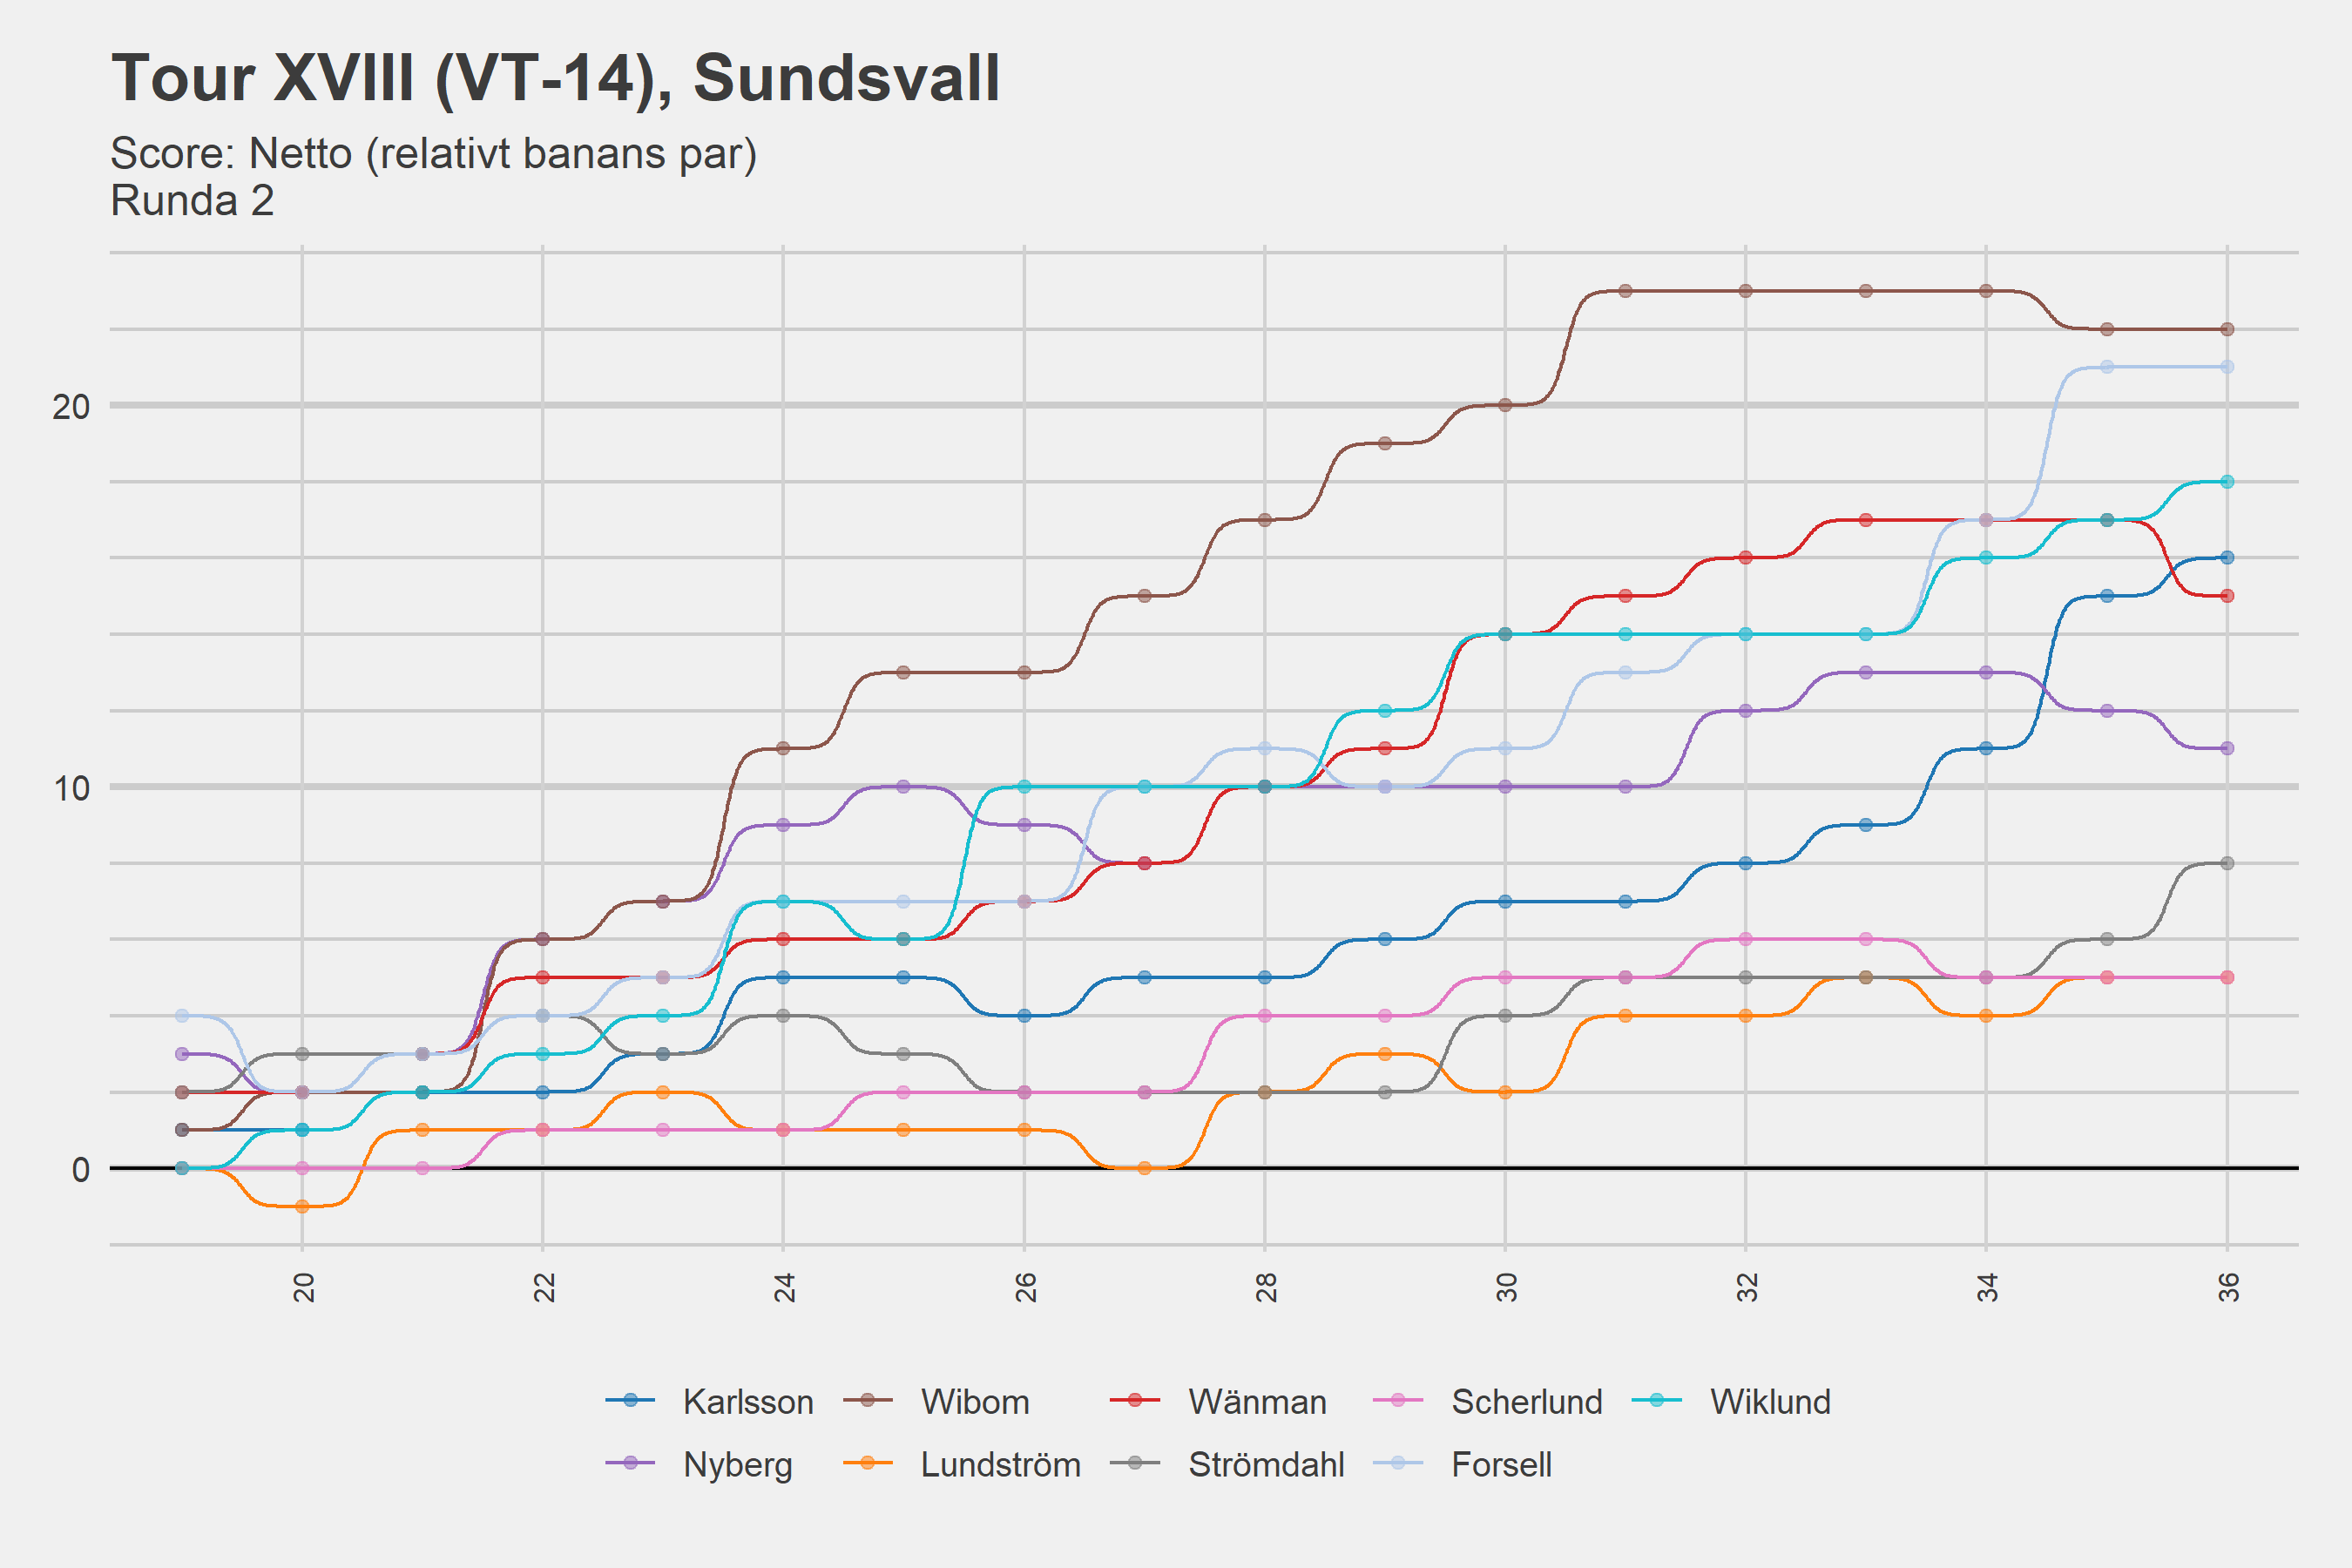 Tour XVIII (VT-14), Sundsvall
Score: Netto (relativt banans par)
Runda 2
20
10
0
20 22 24 26 28 30 32 34 36
Karlsson Wibom Wänman Scherlund Wiklund
Nyberg Lundström Strömdahl Forsell